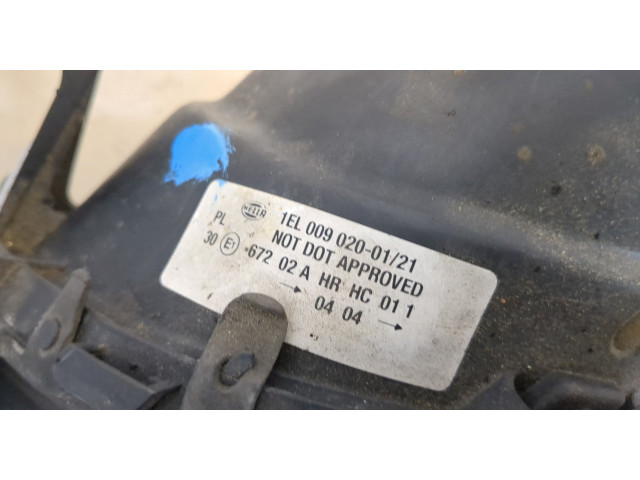 HELLA 1EL 009 020-01/21
PL NOT DOT APPROVED
30 E1 -672 02 A HR HC 01 1
→ 04 04 →